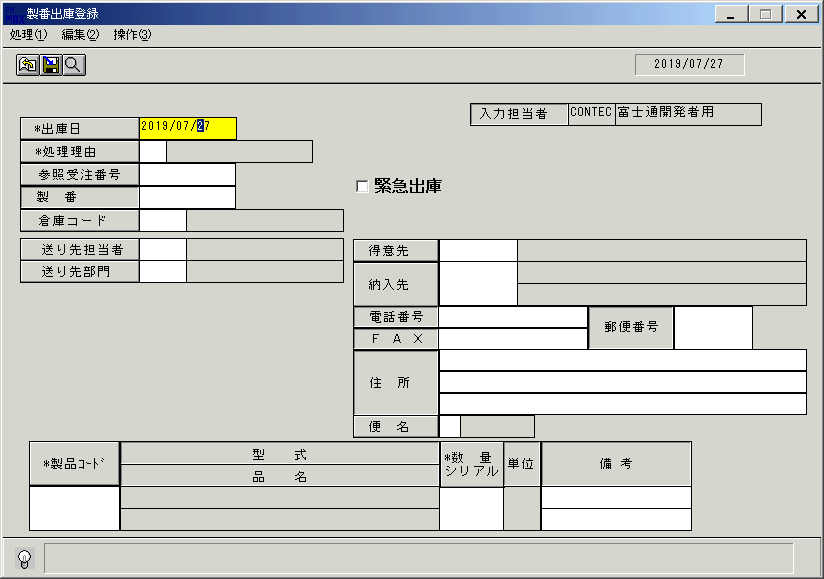 製番出庫登録
処理(1) 編集(2) 操作(3)
2019/07/27
入力担当者 CONTEC 富士通開発者用
*出庫日 2019/07/27
*処理理由
参照受注番号
製 番
緊急出庫
倉庫コード
送り先担当者
送り先部門
得意先
納入先
電話番号
郵便番号
F A X
住 所
便 名
*製品コード
型 式
品 名
*数 量
シリアル
単位
備 考